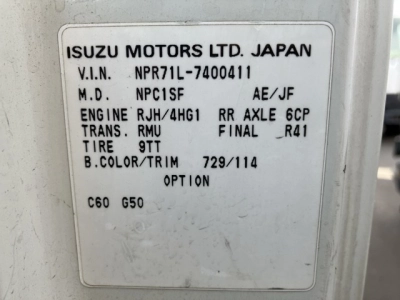 ISUZU MOTORS LTD. JAPAN
V.I.N. NPR71L-7400411
M.D. NPC1SF AE/JF
ENGINE RJH/4HG1 RR AXLE 6CP
TRANS. RMU FINAL R41
TIRE 9TT
B.COLOR/TRIM 729/114
OPTION
C60 G50